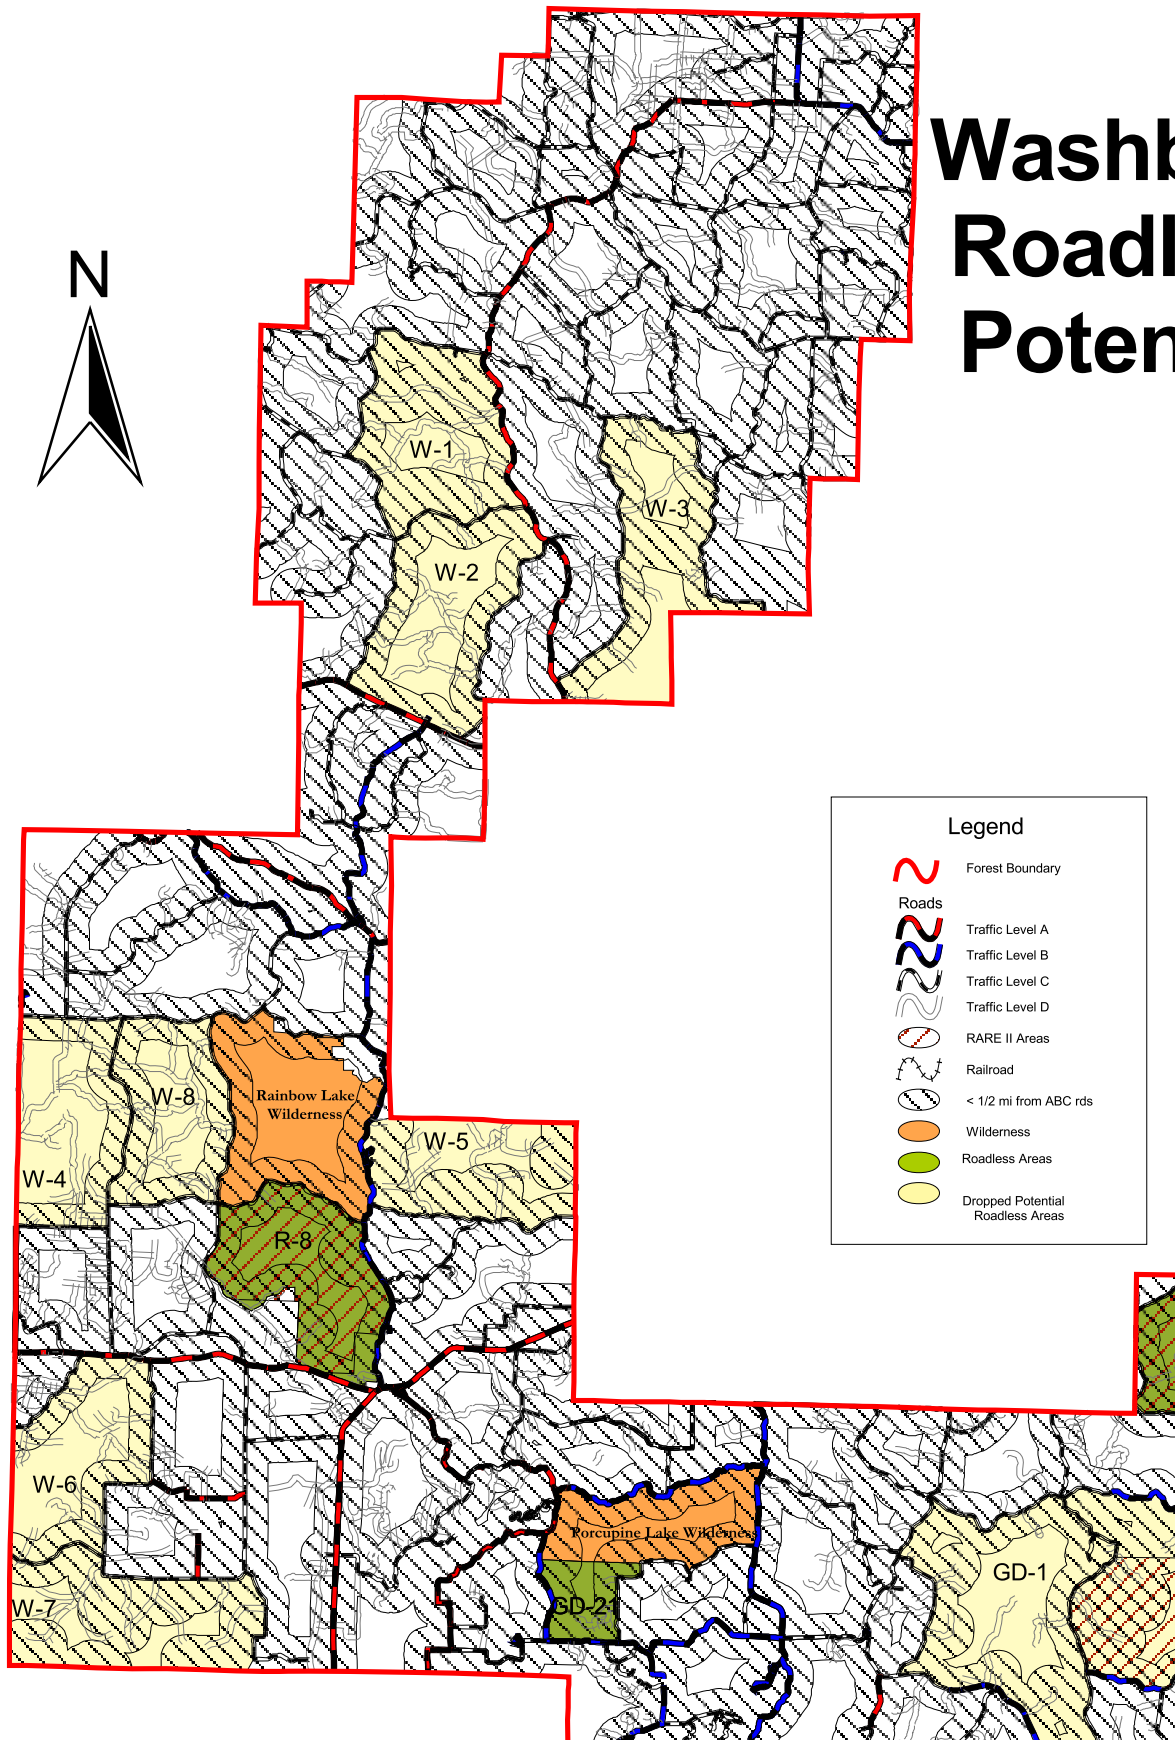 Washb
Roadl
Poten
N
W-1
W-3
W-2
Legend
Forest Boundary
Roads
Traffic Level A
Traffic Level B
Traffic Level C
Traffic Level D
RARE II Areas
Railroad
< 1/2 mi from ABC rds
Wilderness
Roadless Areas
Dropped Potential
Roadless Areas
Rainbow Lake
Wilderness
W-8
W-5
W-4
R-8
W-6
Porcupine Lake Wilderness
GD-1
GD-21
W-7